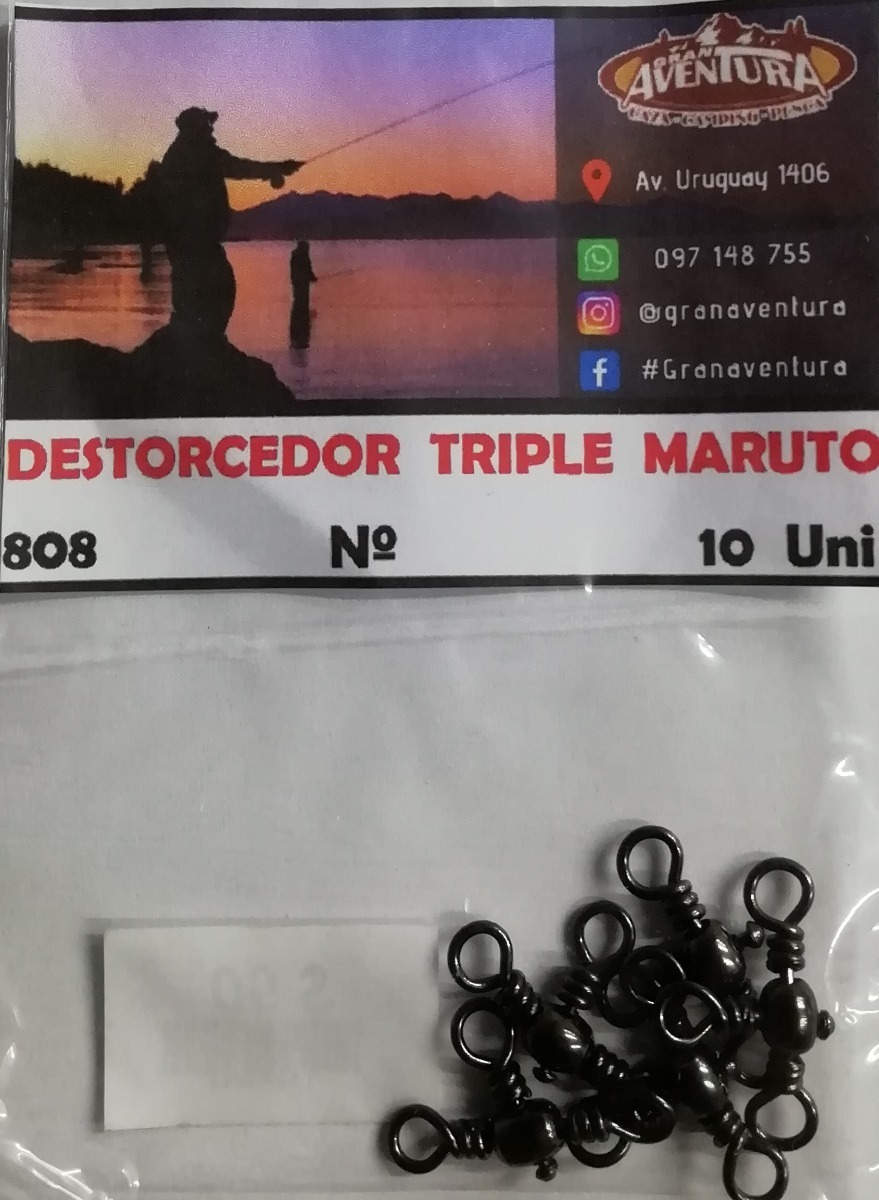 GRAN
AVENTURA
CAZA-CAMPING-PESCA
Av. Uruguay 1406
097 148 755
@granaventura
#Granaventura
DESTORCEDOR TRIPLE MARUTO
808 Nº 10 Uni